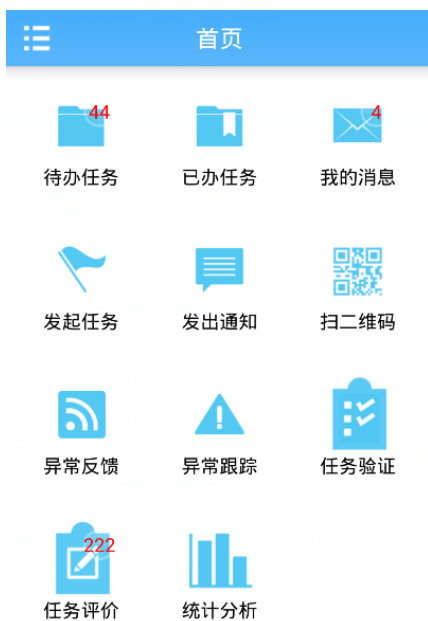 首页
44
4
待办任务 已办任务 我的消息
发起任务 发出通知 扫二维码
异常反馈 异常跟踪 任务验证
222
任务评价 统计分析